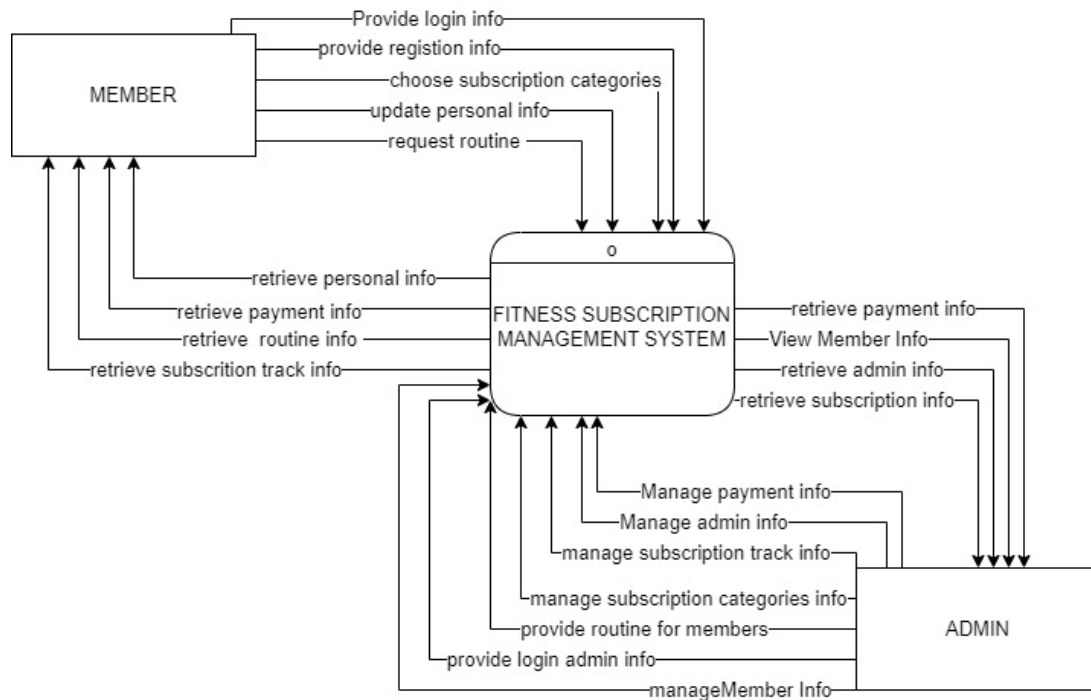 Provide login info
provide registion info
choose subscription categories
MEMBER
update personal info
request routine
o
retrieve personal info
FITNESS SUBSCRIPTION
MANAGEMENT SYSTEM
retrieve payment info
retrieve routine info
retrieve subscrition track info
retrieve payment info
View Member Info
retrieve admin info
retrieve subscription info
Manage payment info
Manage admin info
manage subscription track info
manage subscription categories info
provide routine for members
ADMIN
provide login admin info
manageMember Info